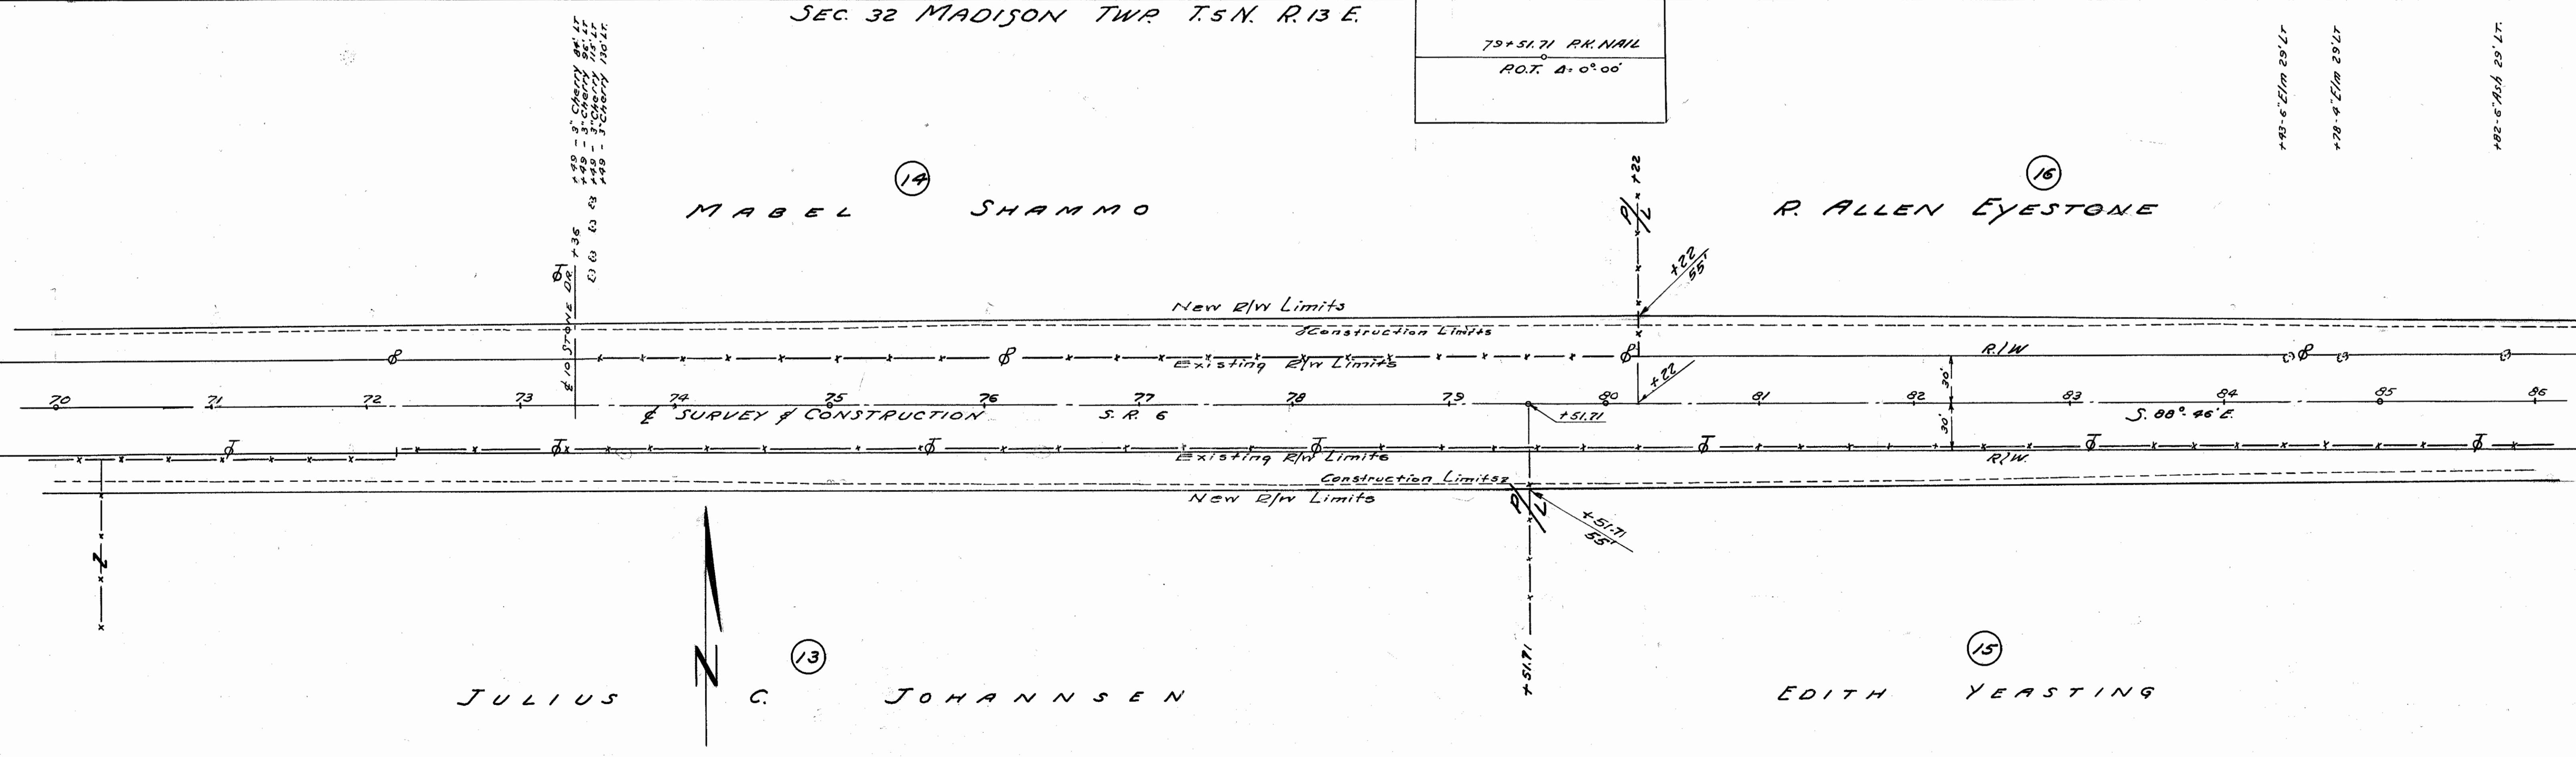 SEC. 32 MADISON TWP. T.5 N. R. 13 E.
79+51.71 P.K. NAIL
P.O.T. Δ= 0°-00'
+49 - 3" Cherry 84' LT
+49 - 3" Cherry 96' LT
+49 - 3" Cherry 115' LT
+49 - 3" Cherry 130' LT.
+93-6" Elm 29' LT
+78-4" Elm 29' LT
+82-6" Ash 29' LT.
14
MABEL SHAMMO
16
R. ALLEN EYESTONE
P/L +22
+22
55'
+36
℄ 10' STONE DR.
New R/W Limits
Construction Limits
Existing R/W Limits
R/W
30'
70 71 72 73 74 75 76 77 78 79 80 81 82 83 84 85 86
+22
℄ SURVEY & CONSTRUCTION S.R. 6
+51.71
S. 88°-46' E.
30'
Existing R/W Limits
R/W.
Construction Limits
New R/W Limits
P/L
+51.71
55'
Z
+51.71
N
13
JULIUS C. JOHANNSEN
15
EDITH YEASTING